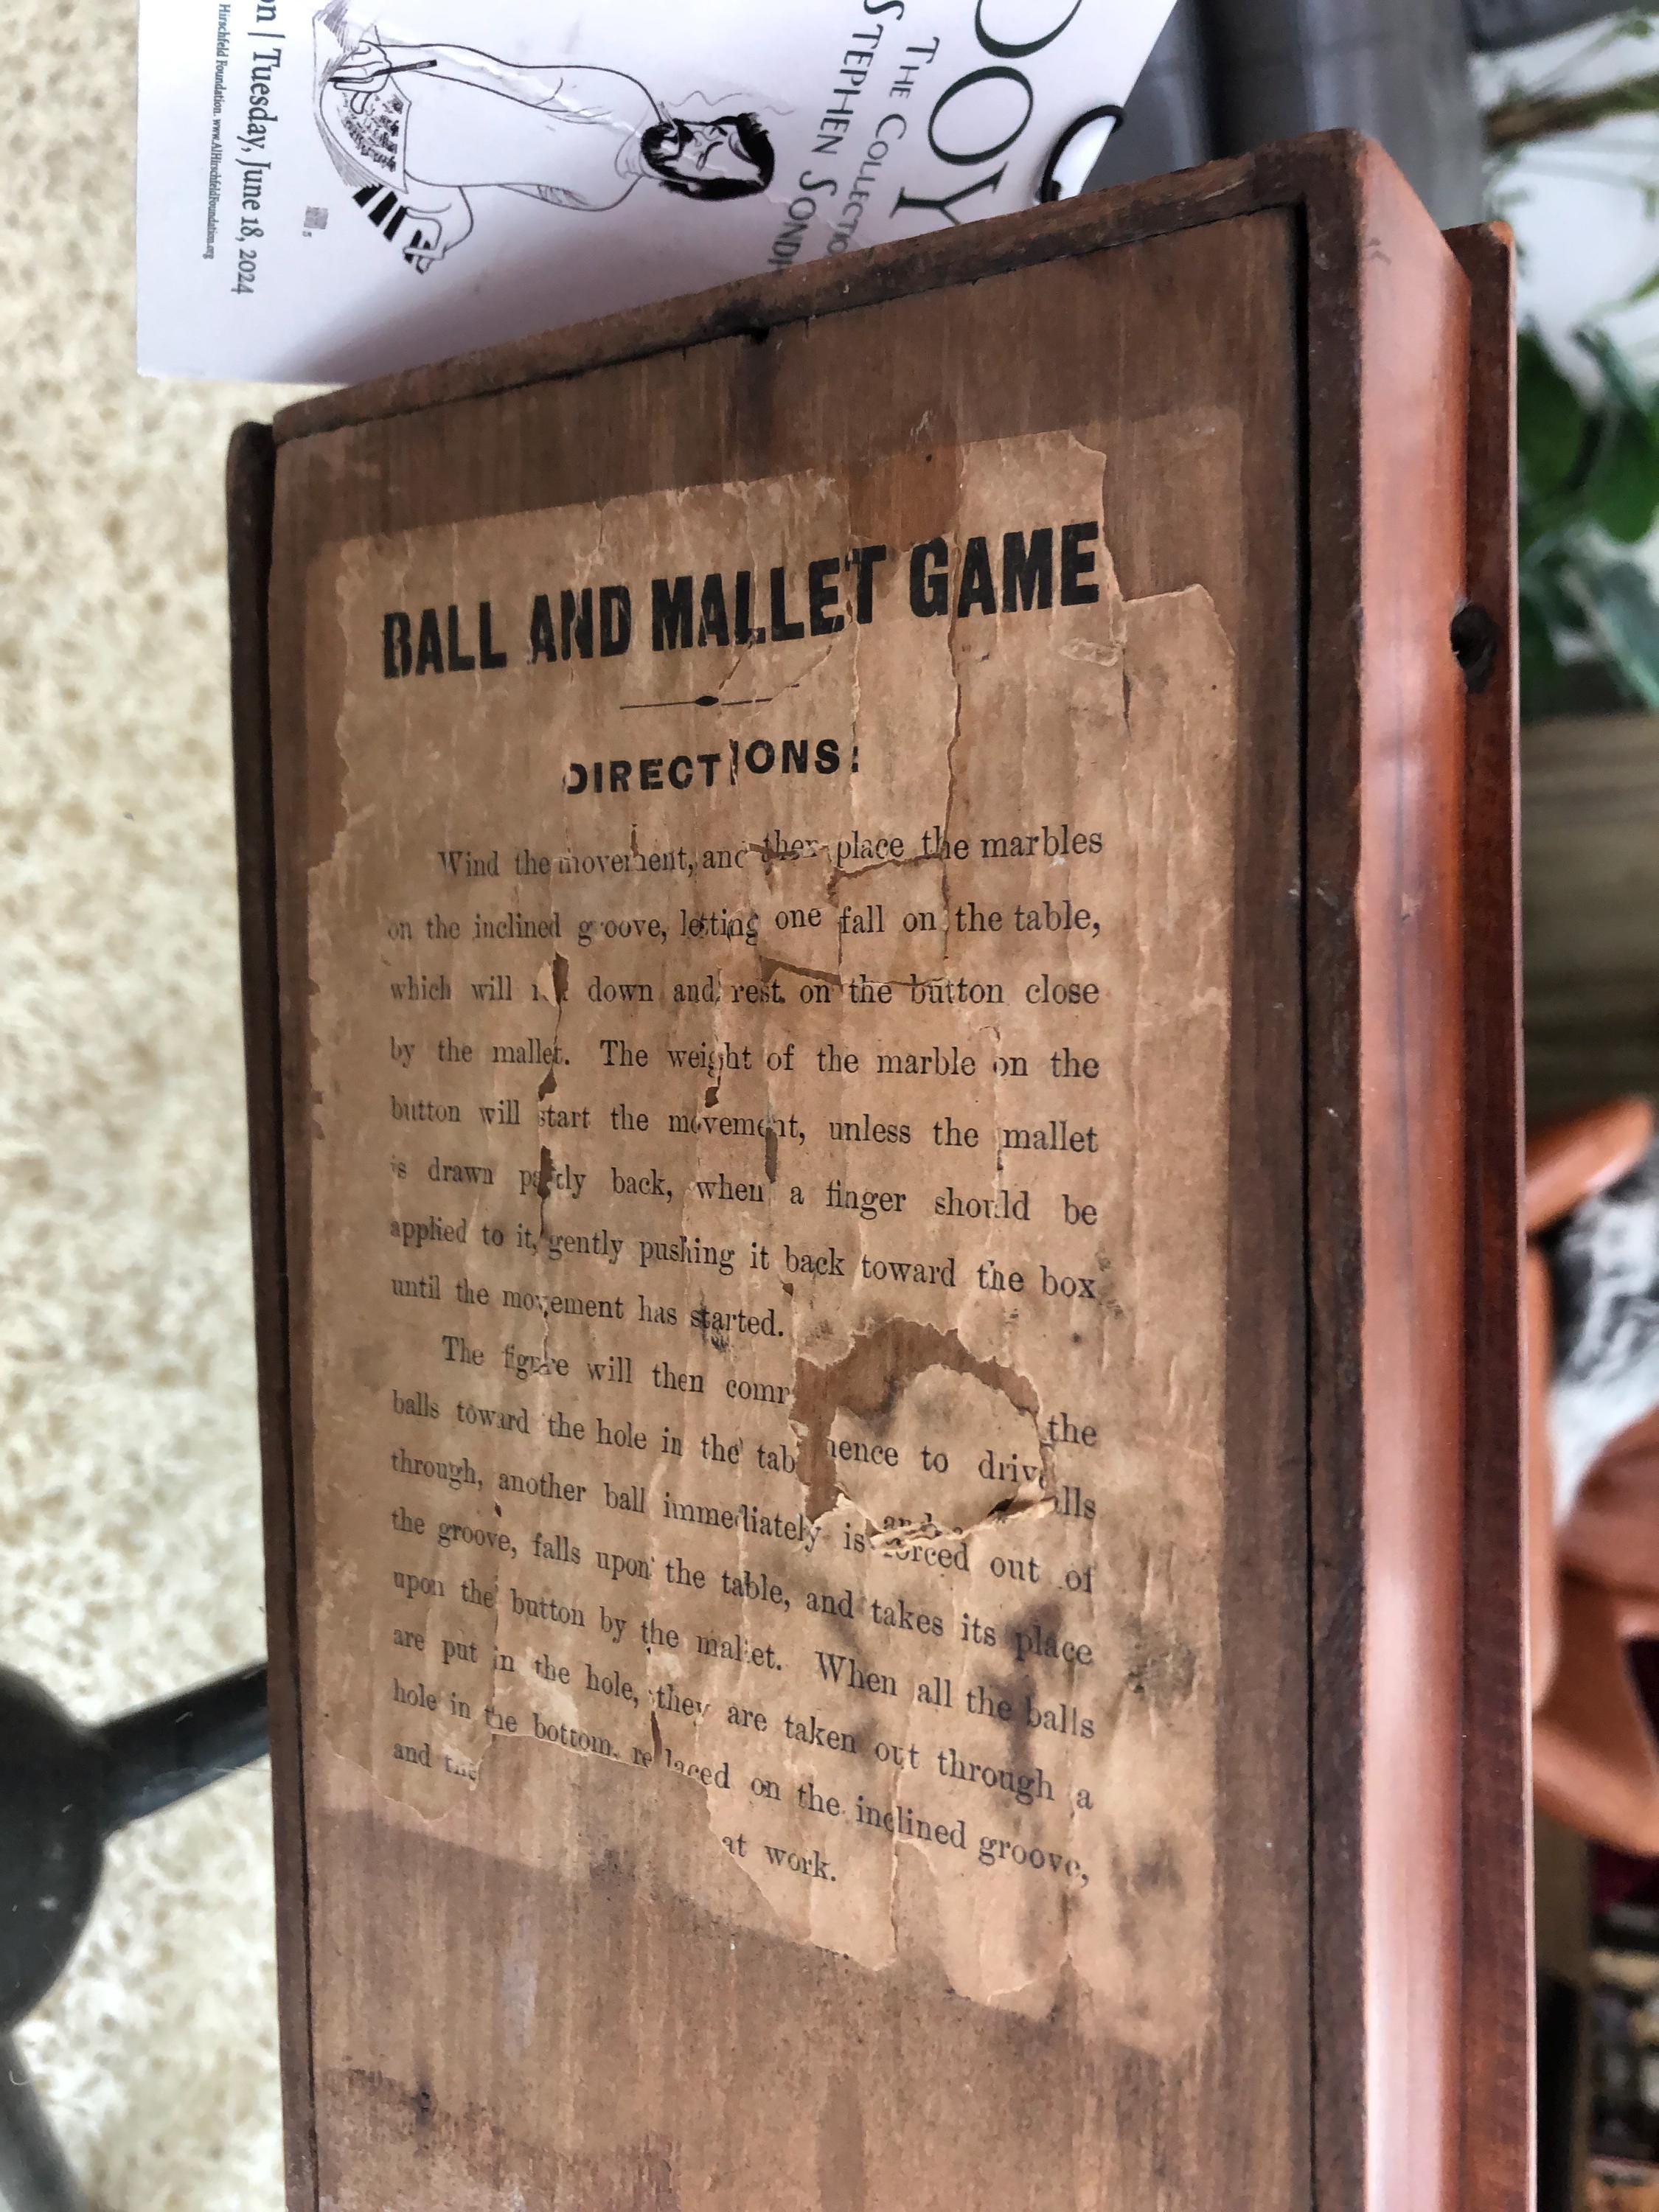 BALL AND MALLET GAME
DIRECTIONS:
Wind the movement, and then place the marbles
on the inclined groove, letting one fall on the table,
which will down and rest on the button close
by the mallet. The weight of the marble on the
button will start the movement, unless the mallet
is drawn partly back, when a finger should be
applied to it, gently pushing it back toward the box
until the movement has started.
The figure will then comm the
balls toward the hole in the tab hence to drive alls
through, another ball immediately is forced out of
the groove, falls upon the table, and takes its place
upon the button by the mallet. When all the balls
are put in the hole, they are taken out through a
hole in the bottom, replaced on the inclined groove,
and the at work.
on | Tuesday, June 18, 2024
Hirschfeld Foundation. www.AlHirschfeldFoundation.org
THE COLLECTIO
STEPHEN SONDH